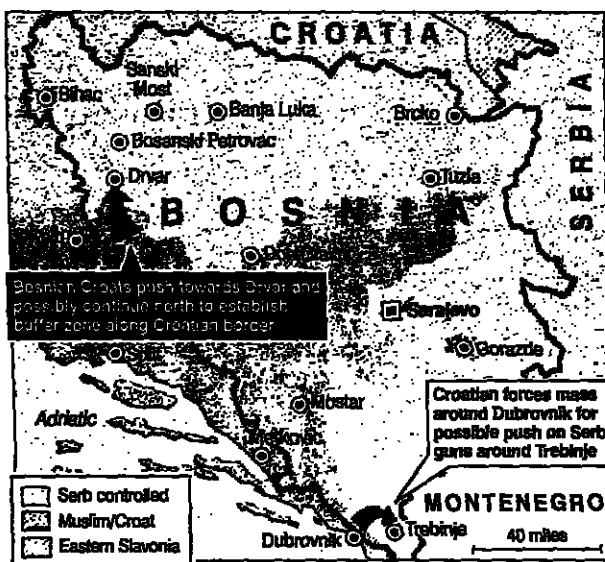 CROATIA
Sanski
Most
Bihac
Banja Luka
Brcko
SERBIA
Bosanski Petrovac
Drvar
Tuzla
BOSNIA
Bosnian Croats push towards Drvar and
possibly continue north to establish
buffer zone along Croatian border
Sarajevo
Gorazde
Mostar
Adriatic
Metkovic
Croatian forces mass
around Dubrovnik for
possible push on Serb
guns around Trebinje
Serb controlled
Muslim/Croat
Eastern Slavonia
MONTENEGRO
Dubrovnik
Trebinje
40 miles